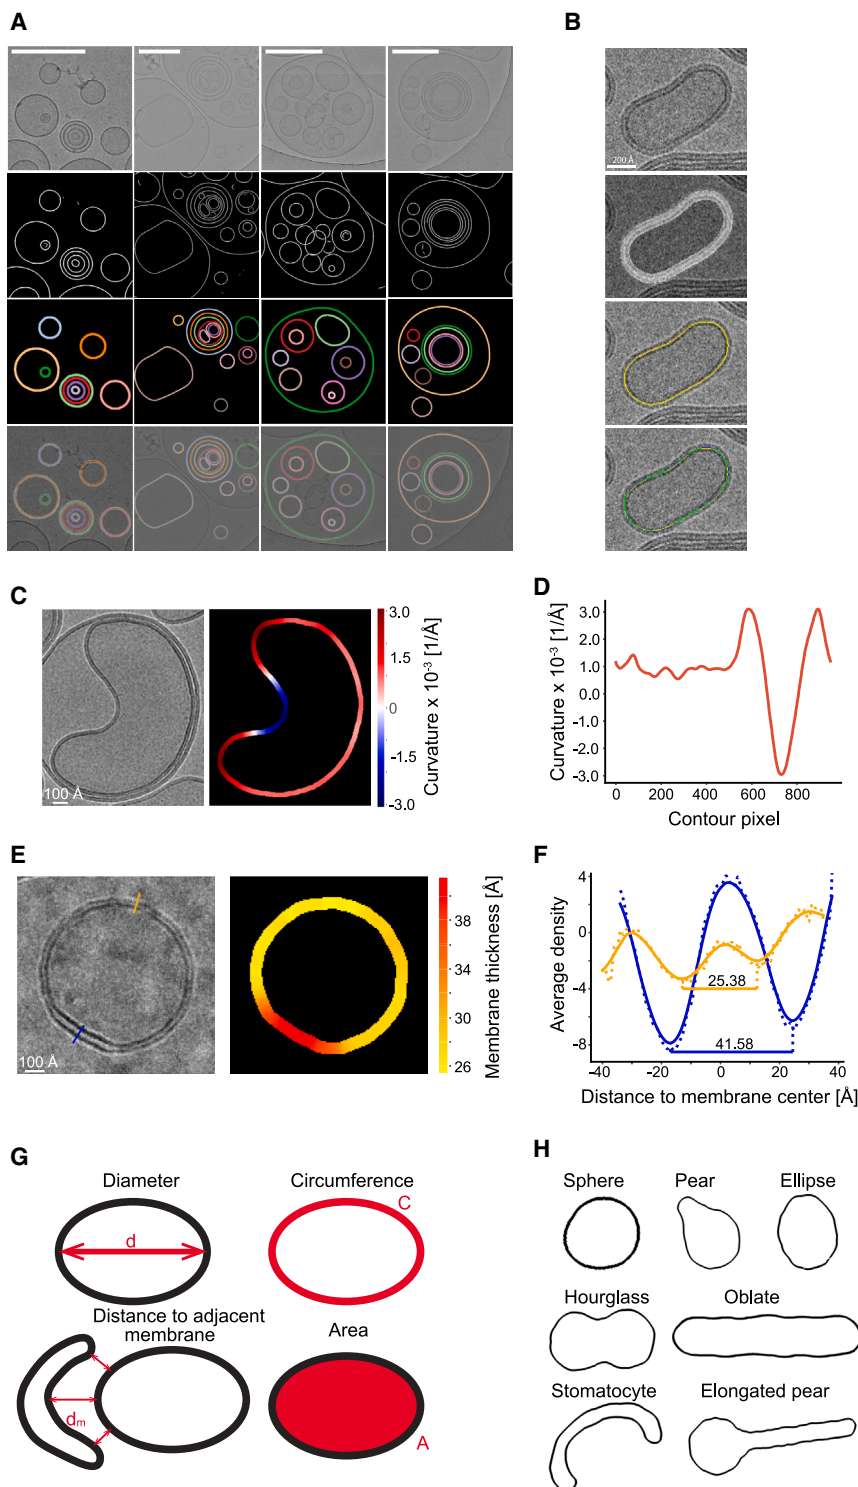 A
B
200 Å
C
100 Å
3.0
1.5
0
-1.5
-3.0
Curvature x 10⁻³ [1/Å]
D
3.0
2.0
1.0
0.0
-1.0
-2.0
-3.0
Curvature x 10⁻³ [1/Å]
0 200 400 600 800
Contour pixel
E
100 Å
38
34
30
26
Membrane thickness [Å]
F
4
0
-4
-8
Average density
25.38
41.58
-40 -20 0 20 40
Distance to membrane center [Å]
G
Diameter
d
Circumference
C
Distance to adjacent
membrane
dₘ
Area
A
H
Sphere
Pear
Ellipse
Hourglass
Oblate
Stomatocyte
Elongated pear